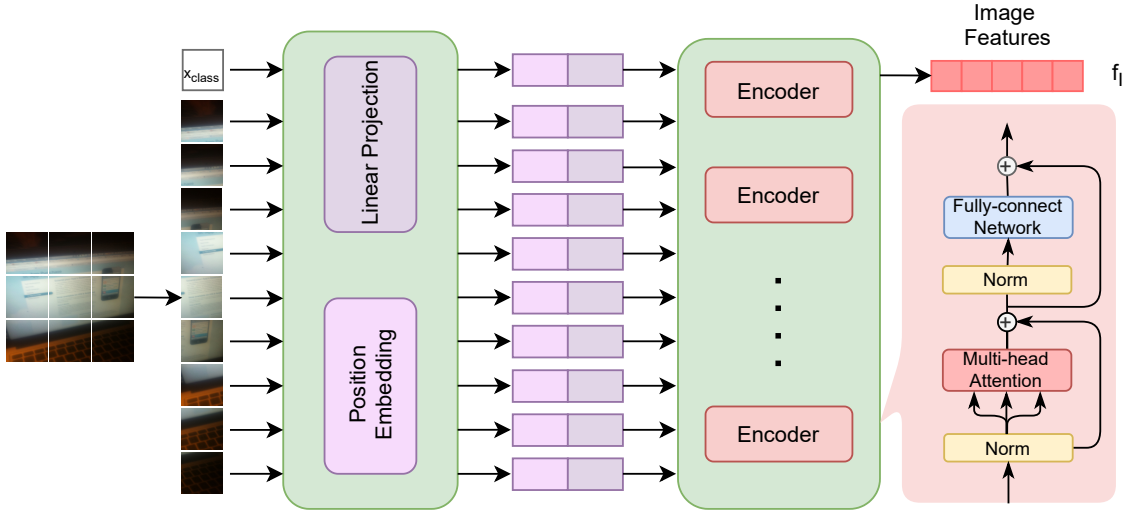 Image
Features
x_class
Linear Projection
Position
Embedding
Encoder
Encoder
Encoder
f_I
Fully-connect
Network
Norm
Multi-head
Attention
Norm